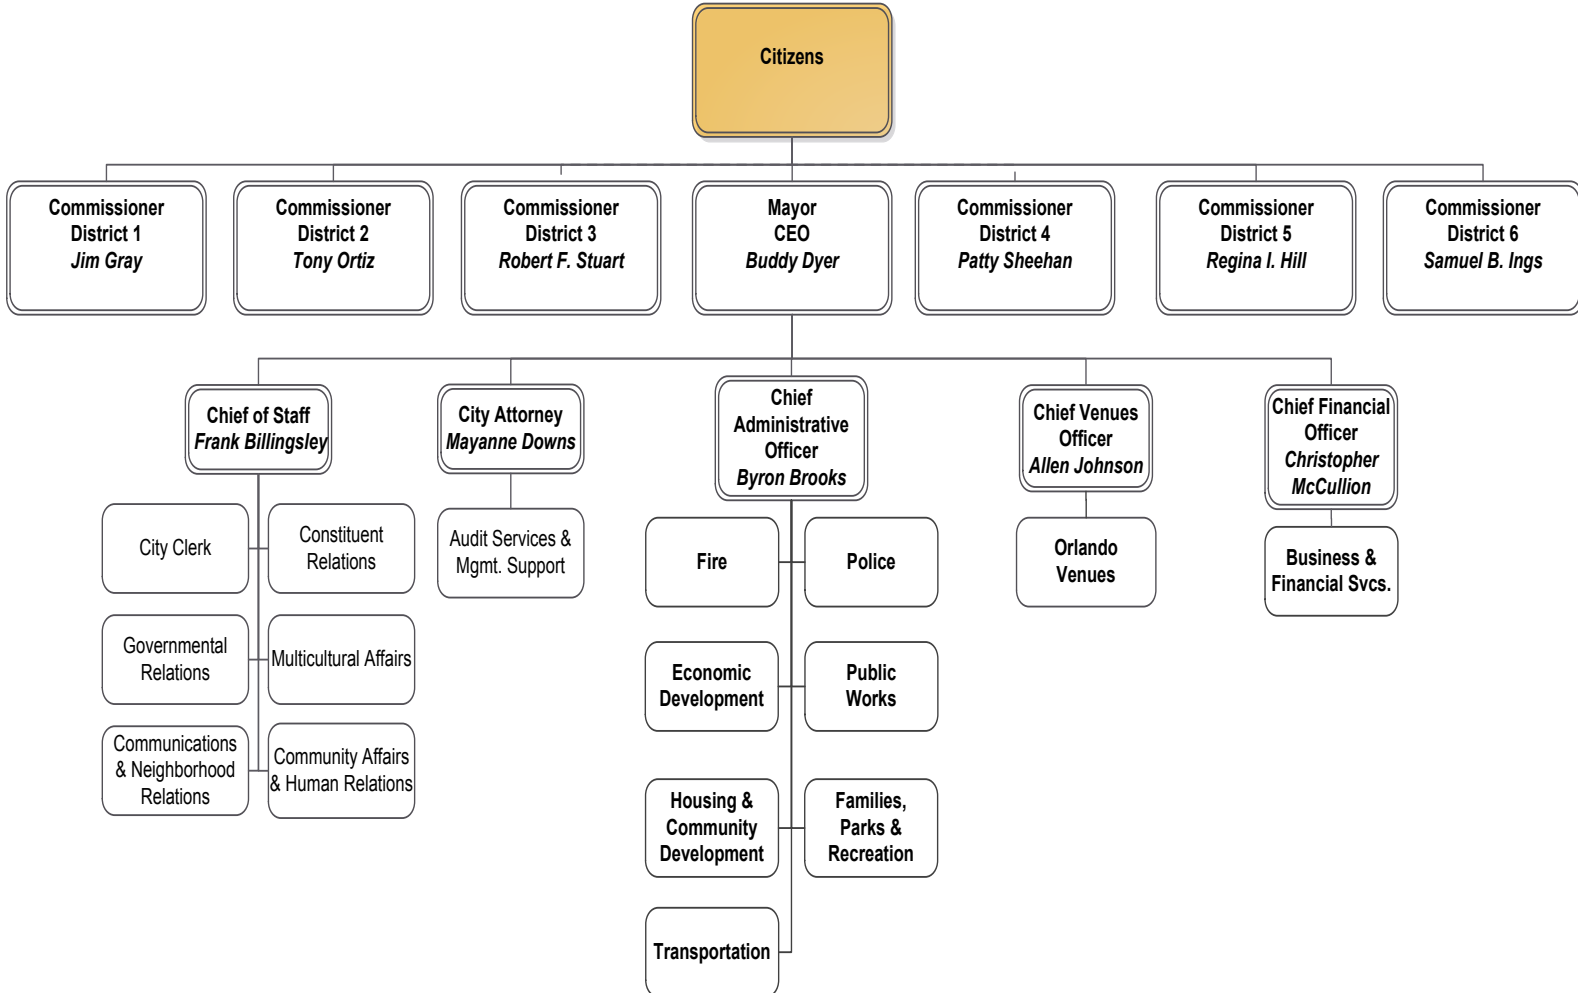 Citizens
Commissioner
District 1
Jim Gray
Commissioner
District 2
Tony Ortiz
Commissioner
District 3
Robert F. Stuart
Mayor
CEO
Buddy Dyer
Commissioner
District 4
Patty Sheehan
Commissioner
District 5
Regina I. Hill
Commissioner
District 6
Samuel B. Ings
Chief of Staff
Frank Billingsley
City Attorney
Mayanne Downs
Chief
Administrative
Officer
Byron Brooks
Chief Venues
Officer
Allen Johnson
Chief Financial
Officer
Christopher
McCullion
City Clerk
Constituent
Relations
Governmental
Relations
Multicultural Affairs
Communications
& Neighborhood
Relations
Community Affairs
& Human Relations
Audit Services &
Mgmt. Support
Fire
Police
Economic
Development
Public
Works
Housing &
Community
Development
Families,
Parks &
Recreation
Transportation
Orlando
Venues
Business &
Financial Svcs.